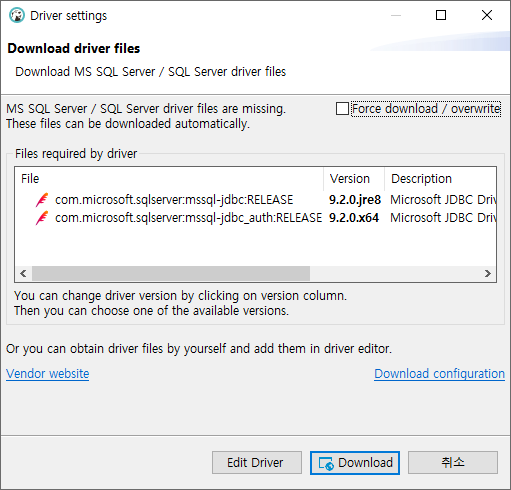 Driver settings
Download driver files
Download MS SQL Server / SQL Server driver files
MS SQL Server / SQL Server driver files are missing.
These files can be downloaded automatically.
Force download / overwrite
Files required by driver
File Version Description
com.microsoft.sqlserver:mssql-jdbc:RELEASE 9.2.0.jre8 Microsoft JDBC Driv
com.microsoft.sqlserver:mssql-jdbc_auth:RELEASE 9.2.0.x64 Microsoft JDBC Driv
You can change driver version by clicking on version column.
Then you can choose one of the available versions.
Or you can obtain driver files by yourself and add them in driver editor.
Vendor website Download configuration
Edit Driver Download 취소